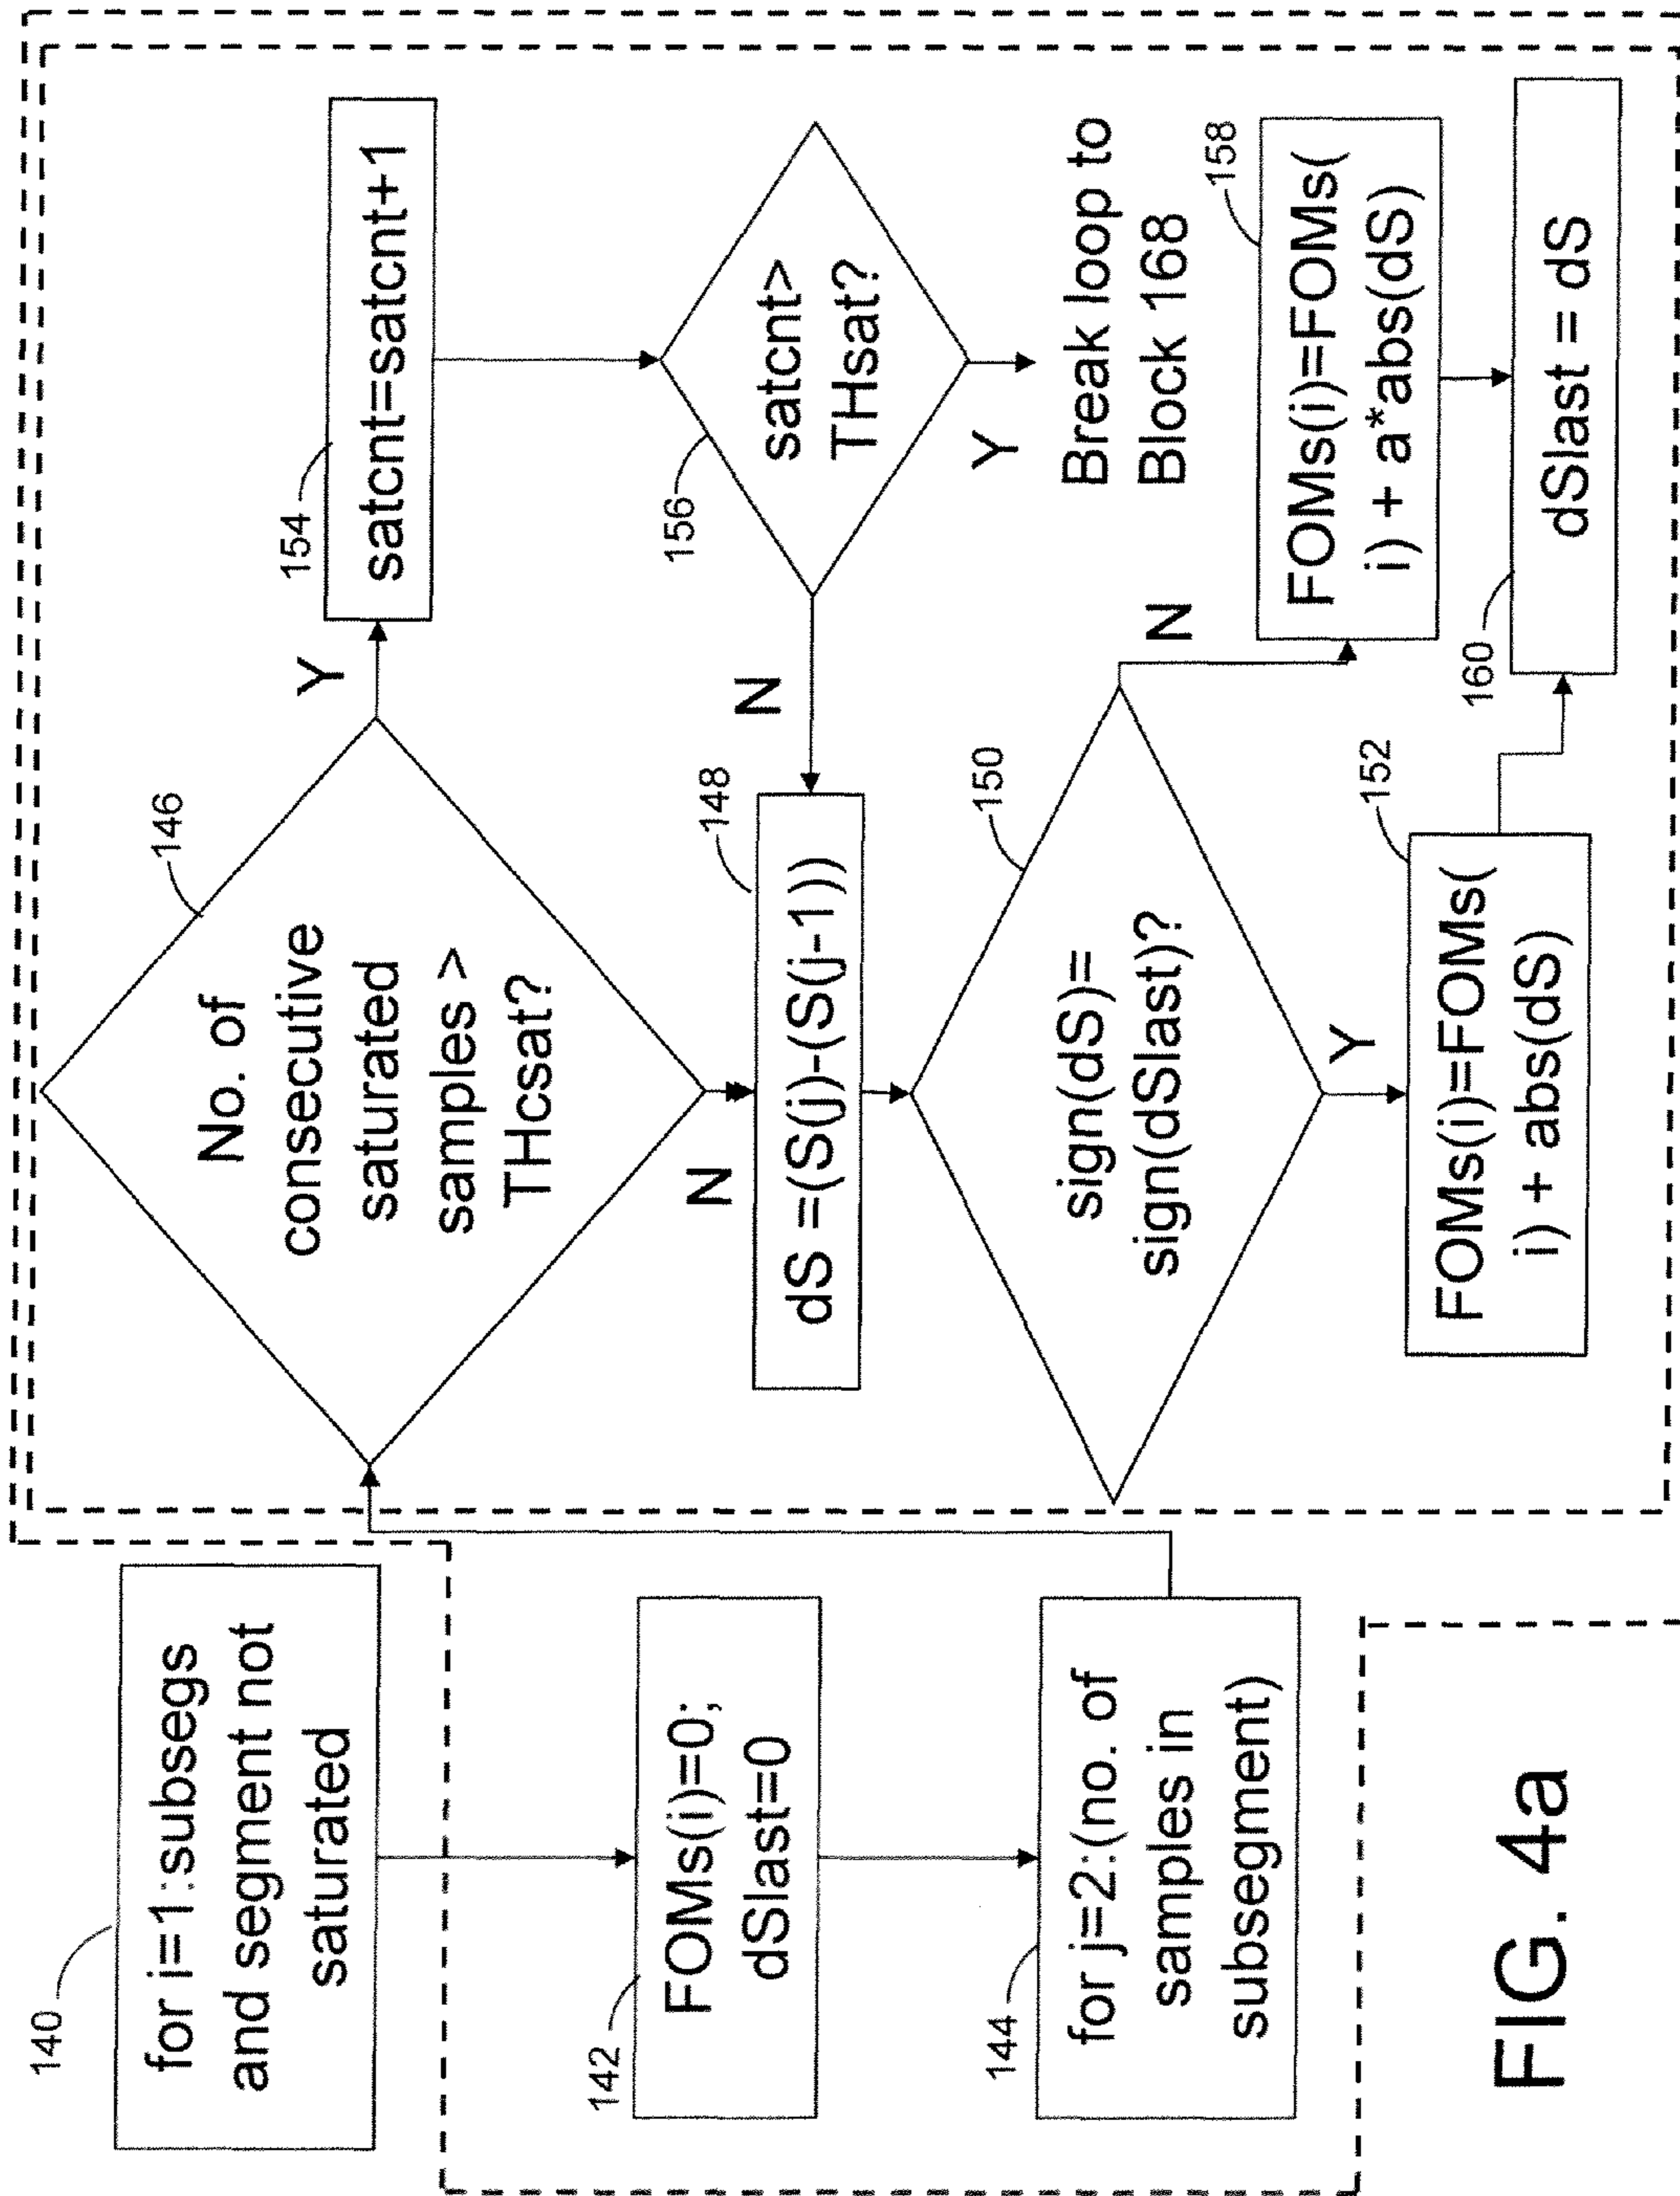 140
for i=1:subsegs
and segment not
saturated
142
FOMs(i)=0;
dSlast=0
144
for j=2:(no. of
samples in
subsegment)
146
No. of
consecutive
saturated
samples >
THcsat?
Y
N
154
satcnt=satcnt+1
156
satcnt>
THsat?
N
Y
Break loop to
Block 168
148
dS =(S(j)-(S(j-1))
150
sign(dS)=
sign(dSlast)?
N
Y
158
FOMs(i)=FOMs(
i) + a*abs(dS)
152
FOMs(i)=FOMs(
i) + abs(dS)
160
dSlast = dS
FIG. 4a